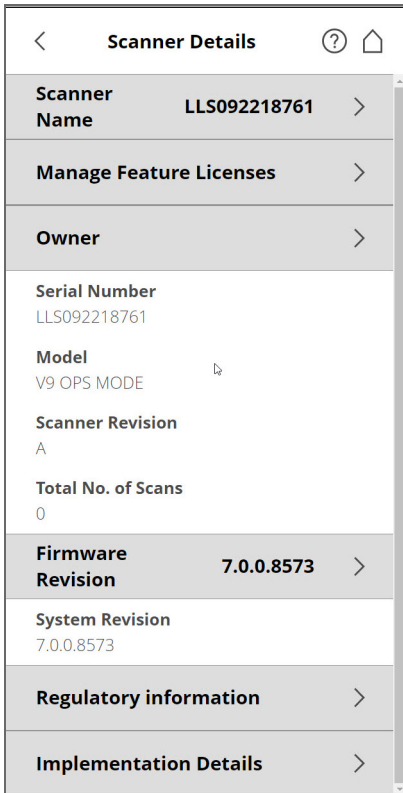 Scanner Details
Scanner
Name
LLS092218761
Manage Feature Licenses
Owner
Serial Number
LLS092218761
Model
V9 OPS MODE
Scanner Revision
A
Total No. of Scans
0
Firmware
Revision
7.0.0.8573
System Revision
7.0.0.8573
Regulatory information
Implementation Details